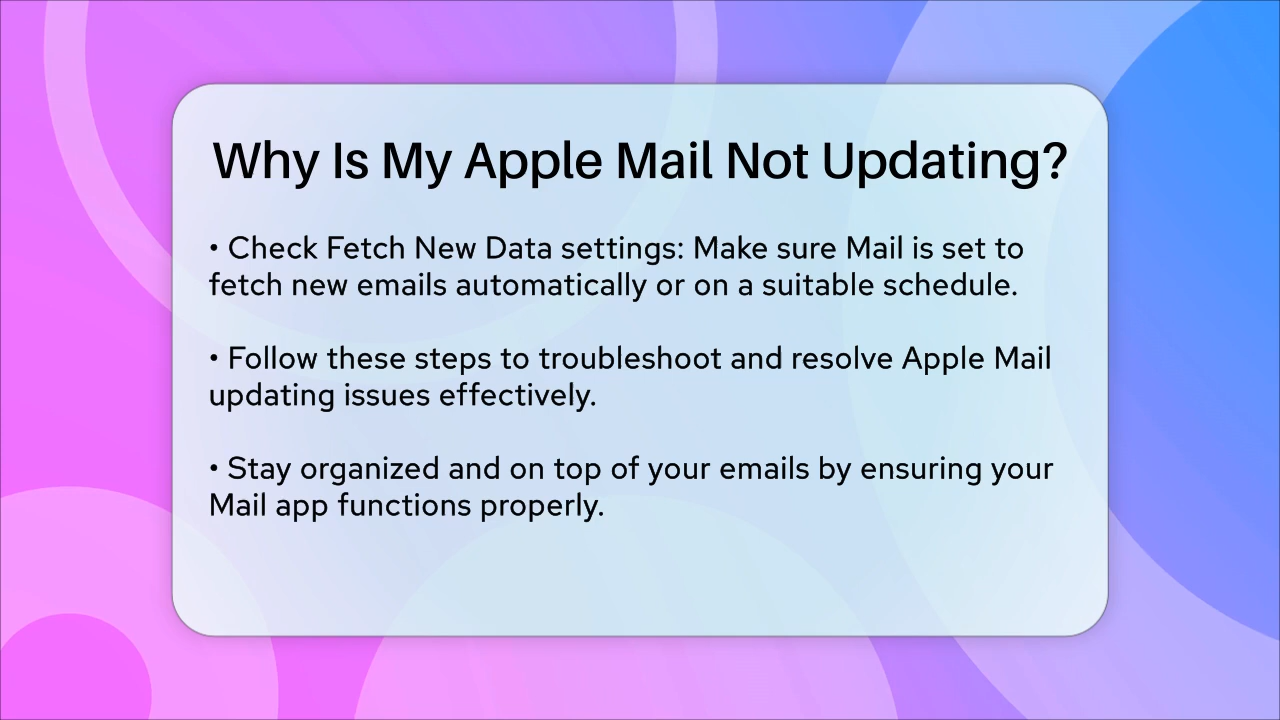 Why Is My Apple Mail Not Updating?
• Check Fetch New Data settings: Make sure Mail is set to
fetch new emails automatically or on a suitable schedule.
• Follow these steps to troubleshoot and resolve Apple Mail
updating issues effectively.
• Stay organized and on top of your emails by ensuring your
Mail app functions properly.